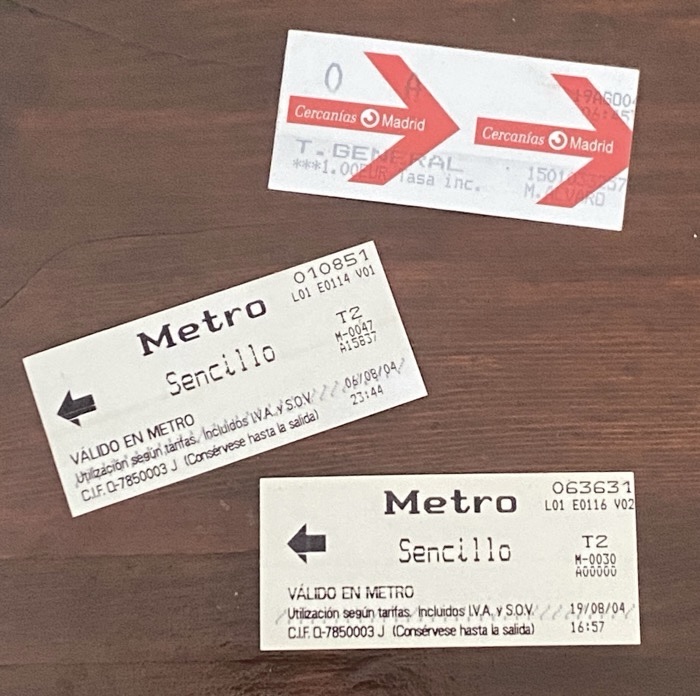 O A 19AGO04
Cercanías Madrid Cercanías Madrid
T.GENERAL
***1.00EUR Tasa inc.
M.ALVARO
010851
L01 E0114 V01
Metro
T2
M-0047
A15837
Sencillo
VÁLIDO EN METRO
06/08/04
Utilización según tarifas. Incluidos I.V.A. y S.O.V.
23:44
C.I.F. Q-7850003 J (Consérvese hasta la salida)
063631
Metro L01 E0116 V02
Sencillo T2
M-0030
A00000
VÁLIDO EN METRO
Utilización según tarifas. Incluidos I.V.A. y S.O.V. 19/08/04
C.I.F. Q-7850003 J (Consérvese hasta la salida) 16:57